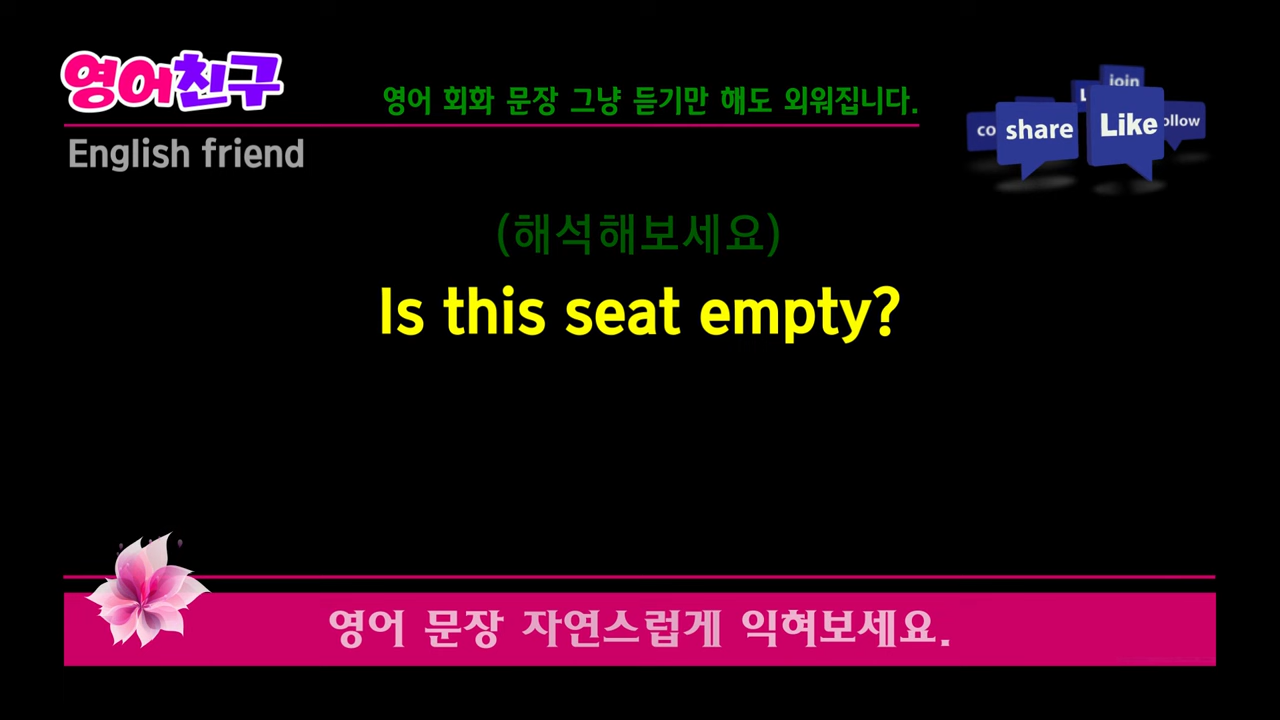 영어친구
영어 회화 문장 그냥 듣기만 해도 외워집니다.
English friend
join
share
Like
(해석해보세요)
Is this seat empty?
영어 문장 자연스럽게 익혀보세요.